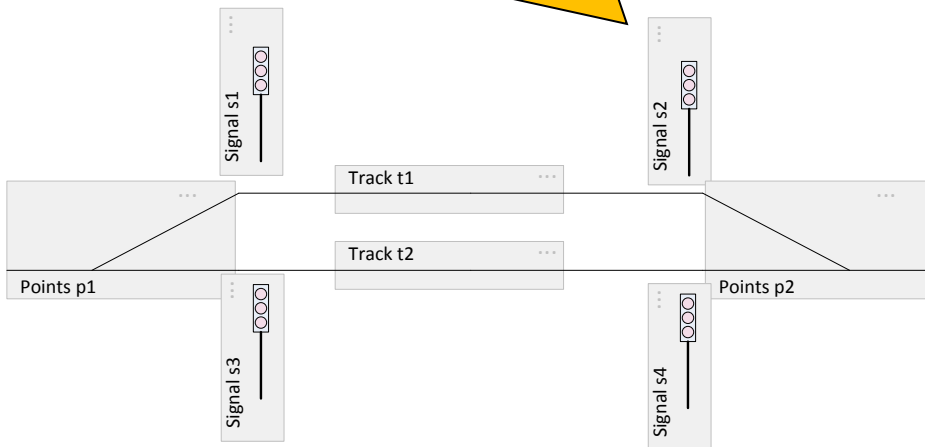 Signal s1
Signal s2
Track t1
Track t2
Points p1
Points p2
Signal s3
Signal s4